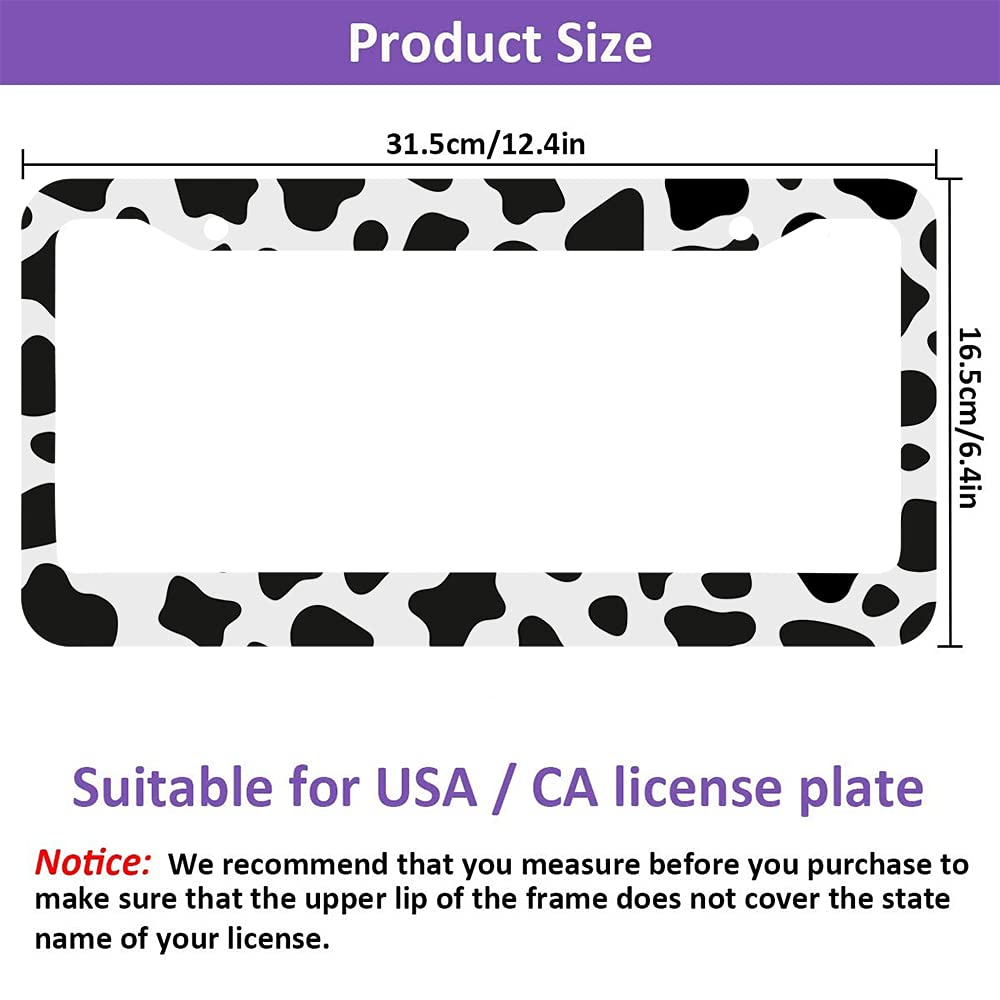 Product Size
31.5cm/12.4in
16.5cm/6.4in
Suitable for USA / CA license plate
Notice: We recommend that you measure before you purchase to
make sure that the upper lip of the frame does not cover the state
name of your license.